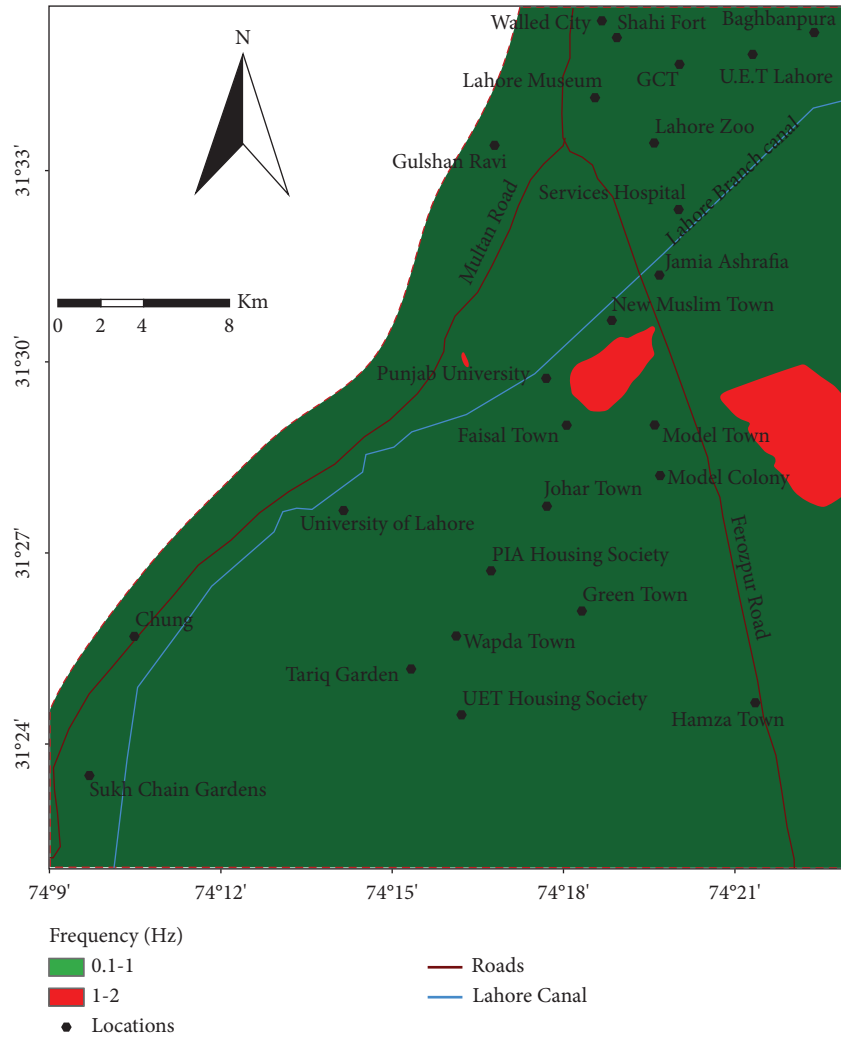 Walled City
Shahi Fort
Baghbanpura
N
Lahore Museum
GCT
U.E.T Lahore
Lahore Zoo
31°33'
Gulshan Ravi
Services Hospital
Lahore Branch canal
Multan Road
Jamia Ashrafia
Km
0 2 4 8
New Muslim Town
31°30'
Punjab University
Faisal Town
Model Town
Model Colony
Johar Town
University of Lahore
31°27'
PIA Housing Society
Ferozpur Road
Green Town
Chung
Wapda Town
Tariq Garden
UET Housing Society
Hamza Town
31°24'
Sukh Chain Gardens
74°9' 74°12' 74°15' 74°18' 74°21'
Frequency (Hz)
0.1-1
1-2
Locations
Roads
Lahore Canal